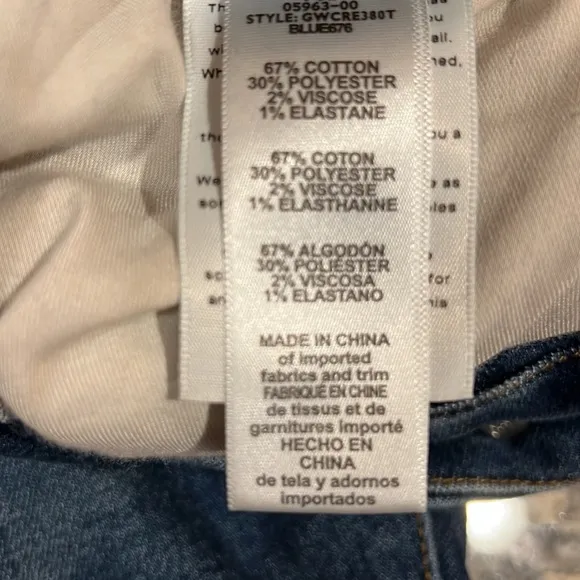 05963-00
STYLE: GWCRE380T
BLUE676
67% COTTON
30% POLYESTER
2% VISCOSE
1% ELASTANE
67% COTON
30% POLYESTER
2% VISCOSE
1% ELASTHANNE
67% ALGODÓN
30% POLIÉSTER
2% VISCOSA
1% ELASTANO
MADE IN CHINA
of imported
fabrics and trim
FABRIQUÉ EN CHINE
de tissus et de
garnitures importé
HECHO EN
CHINA
de tela y adornos
importados